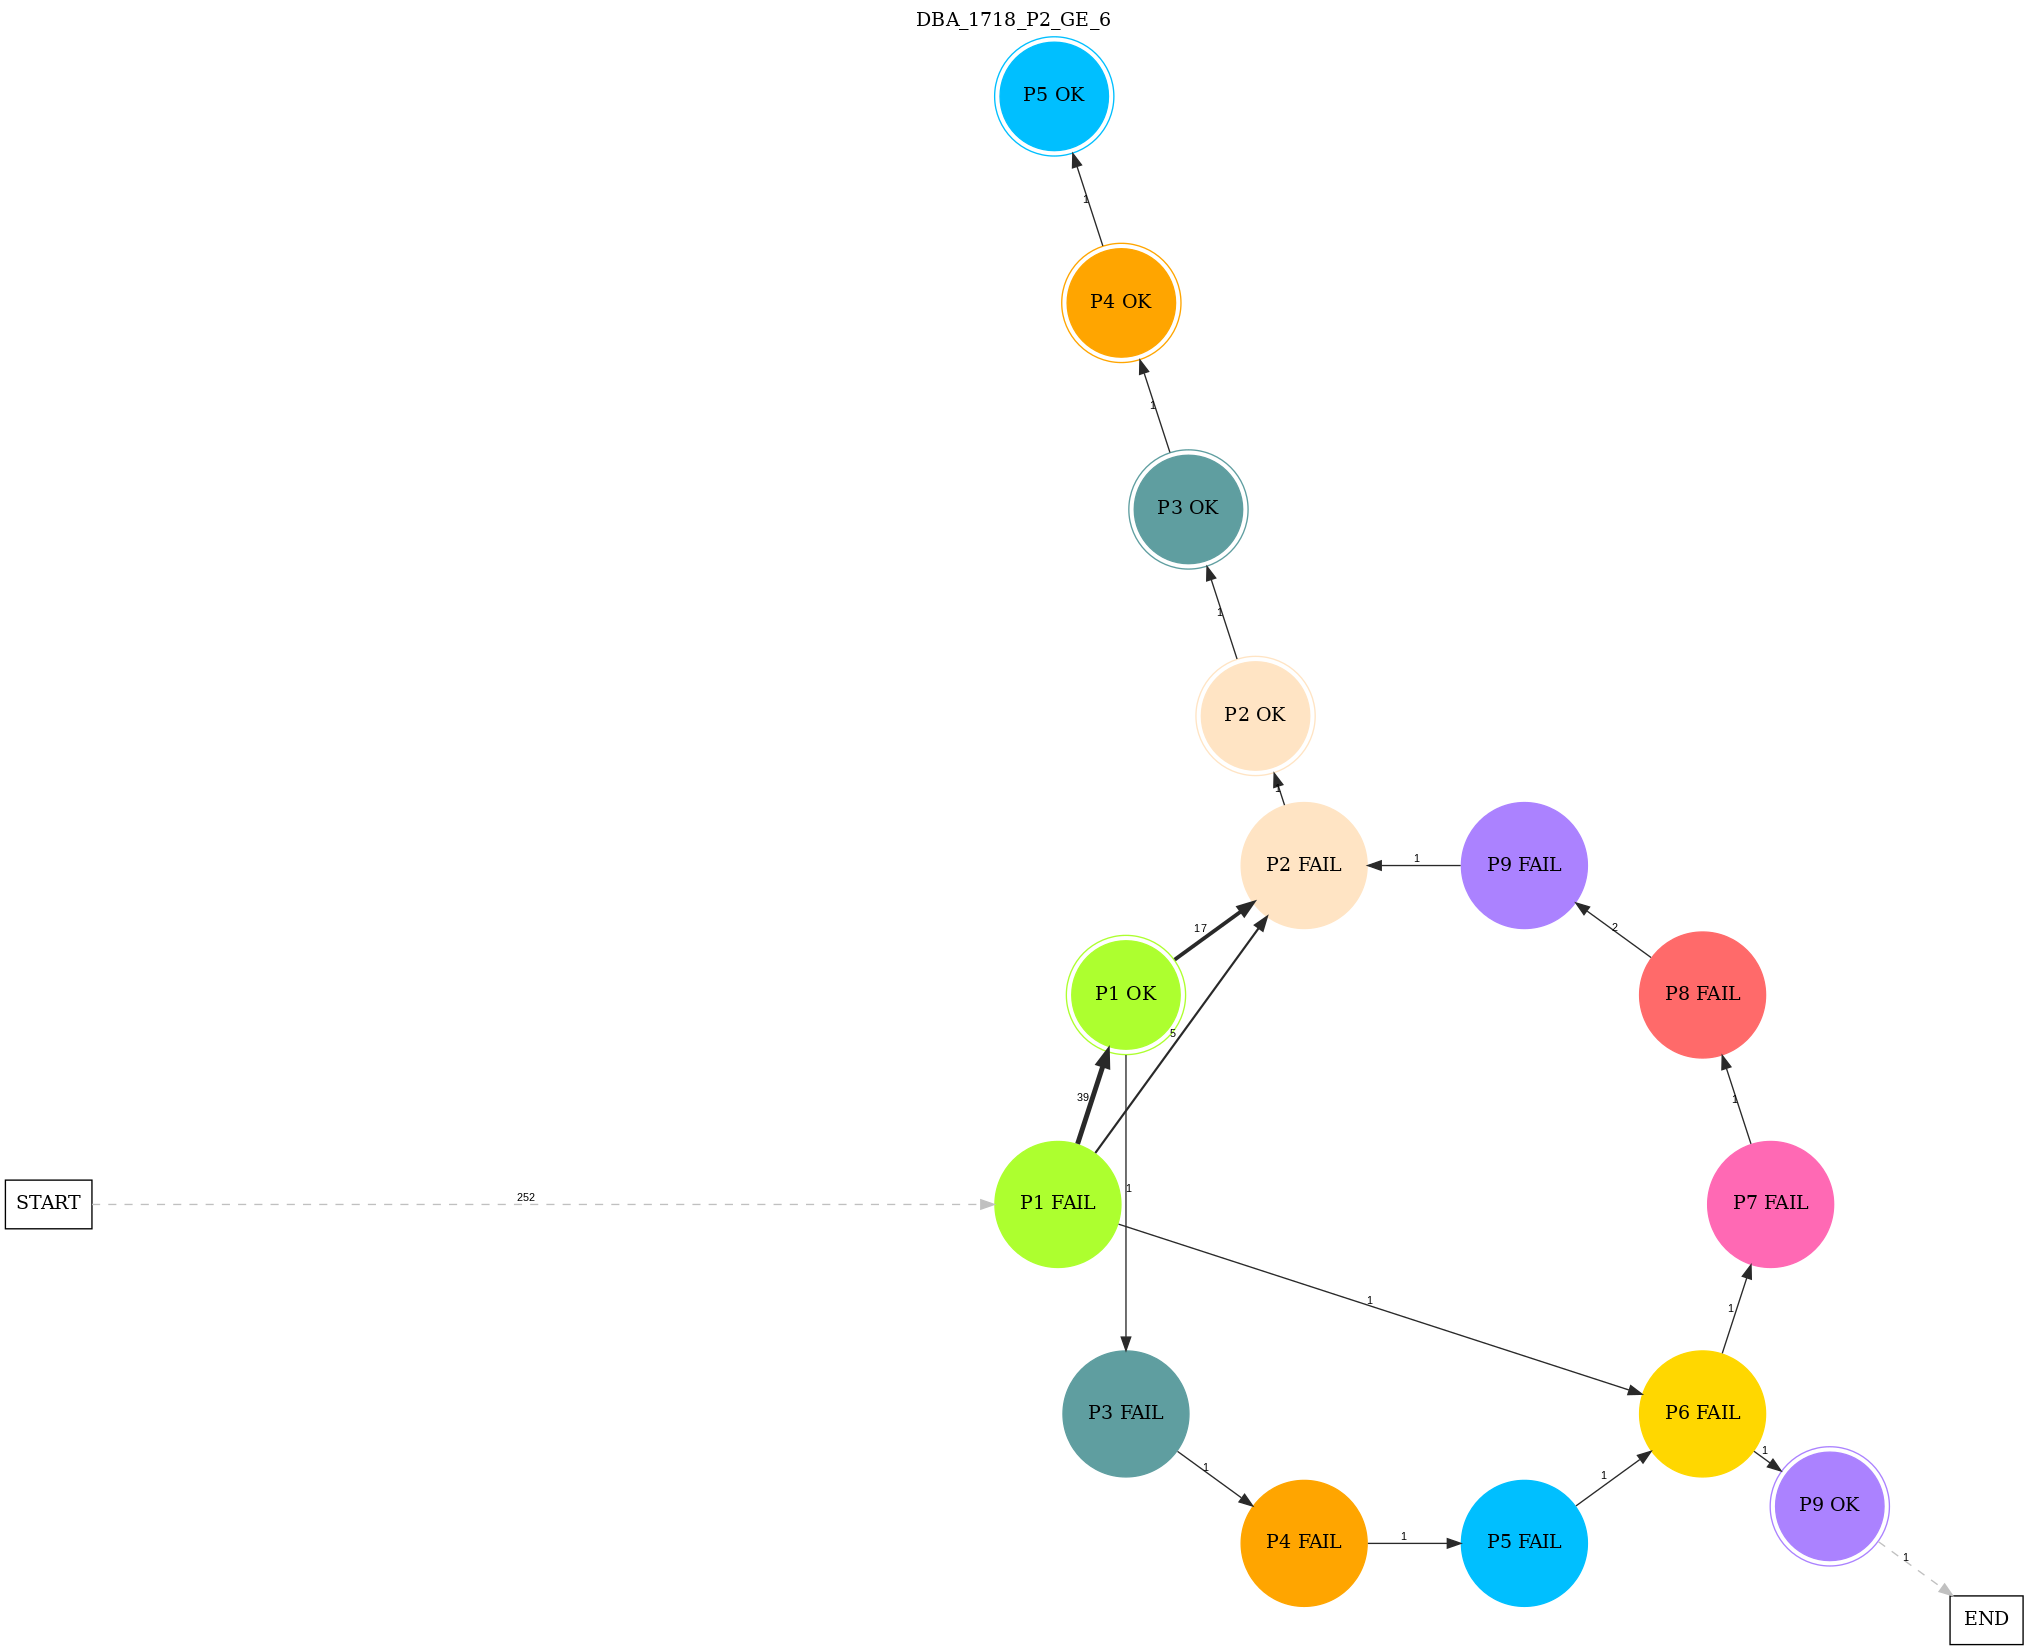 DBA_1718_P2_GE_6
P5 OK
1
P4 OK
1
P3 OK
1
P2 OK
1
P2 FAIL
1
P9 FAIL
17
2
P1 OK
5
P8 FAIL
39
1
START
252
P1 FAIL
1
P7 FAIL
1
1
P3 FAIL
P6 FAIL
1
1
1
P9 OK
P4 FAIL
1
P5 FAIL
1
END